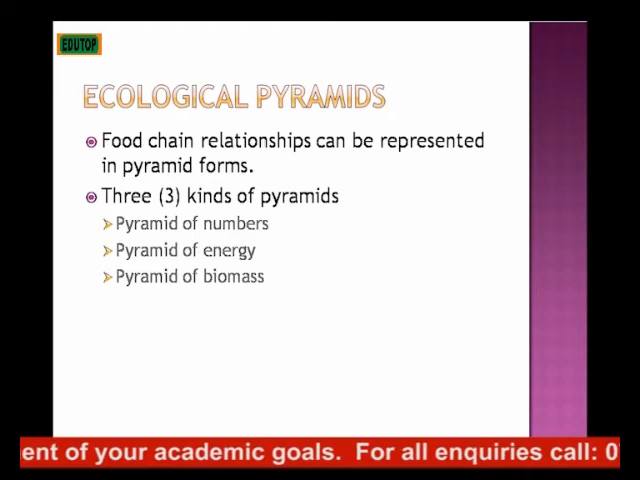 EDUTOP
ECOLOGICAL PYRAMIDS
Food chain relationships can be represented
in pyramid forms.
Three (3) kinds of pyramids
Pyramid of numbers
Pyramid of energy
Pyramid of biomass
ent of your academic goals. For all enquiries call: 0